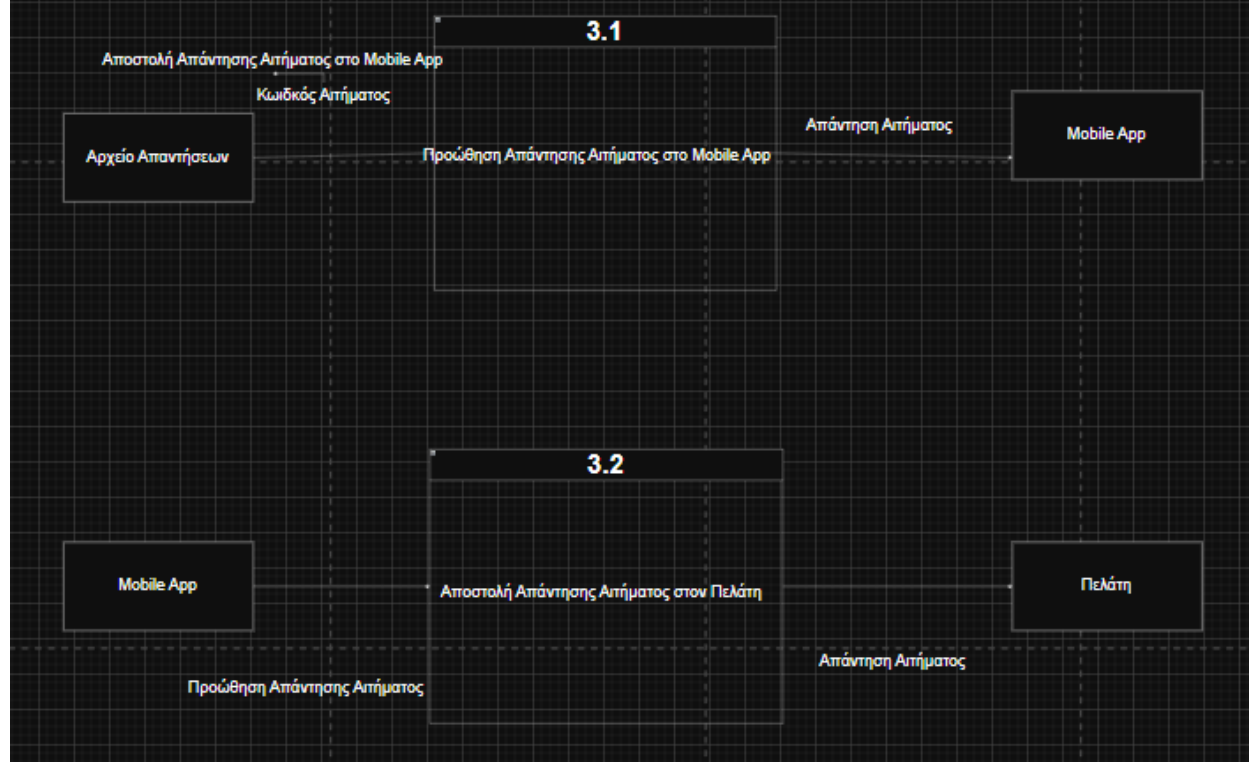 3.1
Αποστολή Απάντησης Αιτήματος στο Mobile App
Κωιδκός Αιτήματος
Αρχείο Απαντήσεων
Προώθηση Απάντησης Αιτήματος στο Mobile App
Απάντηση Αιτήματος
Mobile App
3.2
Mobile App
Αποστολή Απάντησης Αιτήματος στον Πελάτη
Πελάτη
Προώθηση Απάντησης Αιτήματος
Απάντηση Αιτήματος